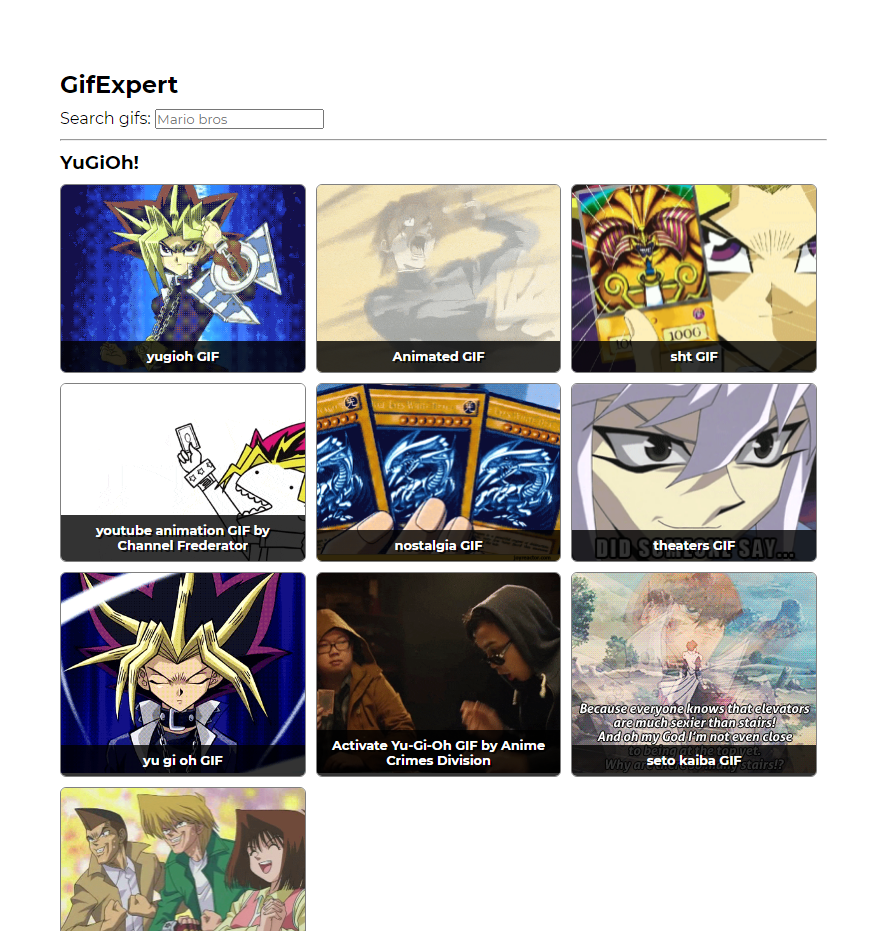 GifExpert
Search gifs: Mario bros
YuGiOh!
yugioh GIF
Animated GIF
1000
sht GIF
youtube animation GIF by
Channel Frederator
nostalgia GIF
DID SOMEONE SAY...
theaters GIF
yu gi oh GIF
Activate Yu-Gi-Oh GIF by Anime
Crimes Division
Because everyone knows that elevators
are much sexier than stairs!
And oh my God I'm not even close
to being at the top yet.
Why are there so many stairs!?
seto kaiba GIF